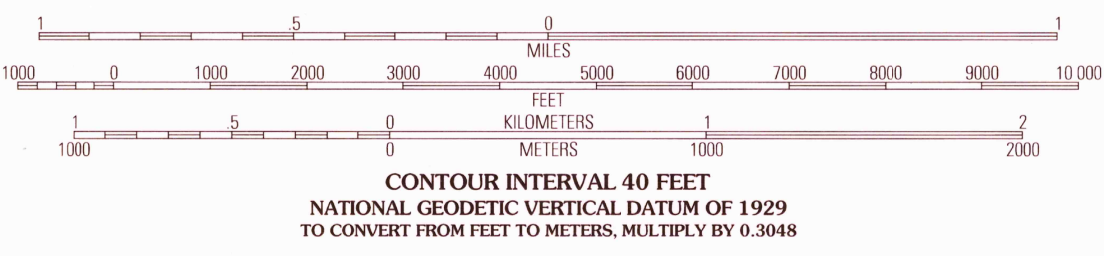 1 .5 0 1
MILES
1000 0 1000 2000 3000 4000 5000 6000 7000 8000 9000 10 000
FEET
1 .5 0 KILOMETERS 1 2
1000 0 METERS 1000 2000
CONTOUR INTERVAL 40 FEET
NATIONAL GEODETIC VERTICAL DATUM OF 1929
TO CONVERT FROM FEET TO METERS, MULTIPLY BY 0.3048